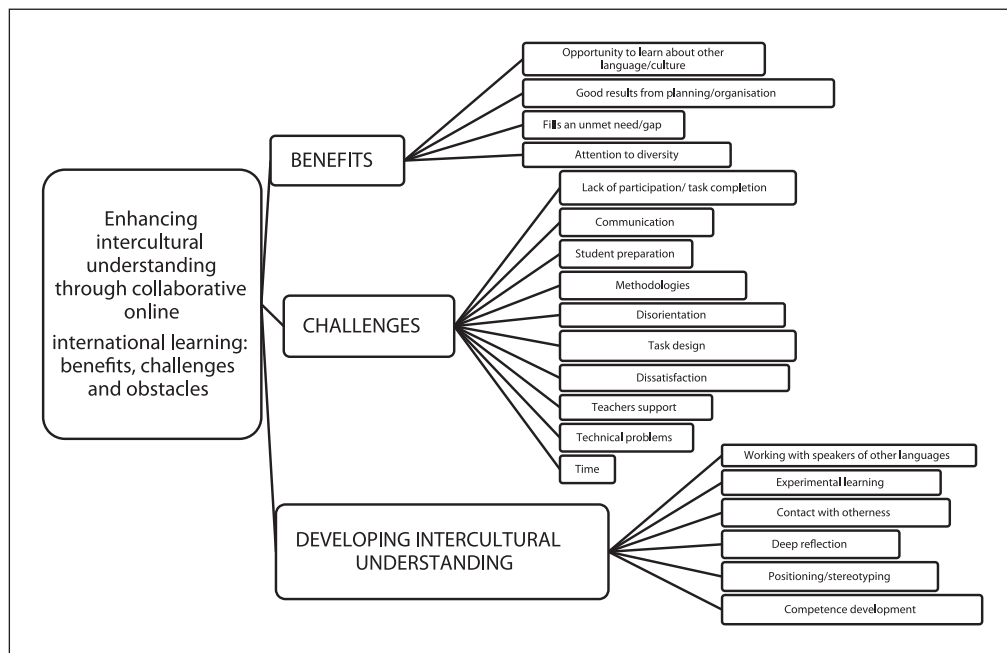 Enhancing
intercultural
understanding
through collaborative
online
international learning:
benefits, challenges
and obstacles
BENEFITS
Opportunity to learn about other
language/culture
Good results from planning/organisation
Fills an unmet need/gap
Attention to diversity
CHALLENGES
Lack of participation/ task completion
Communication
Student preparation
Methodologies
Disorientation
Task design
Dissatisfaction
Teachers support
Technical problems
Time
DEVELOPING INTERCULTURAL
UNDERSTANDING
Working with speakers of other languages
Experimental learning
Contact with otherness
Deep reflection
Positioning/stereotyping
Competence development